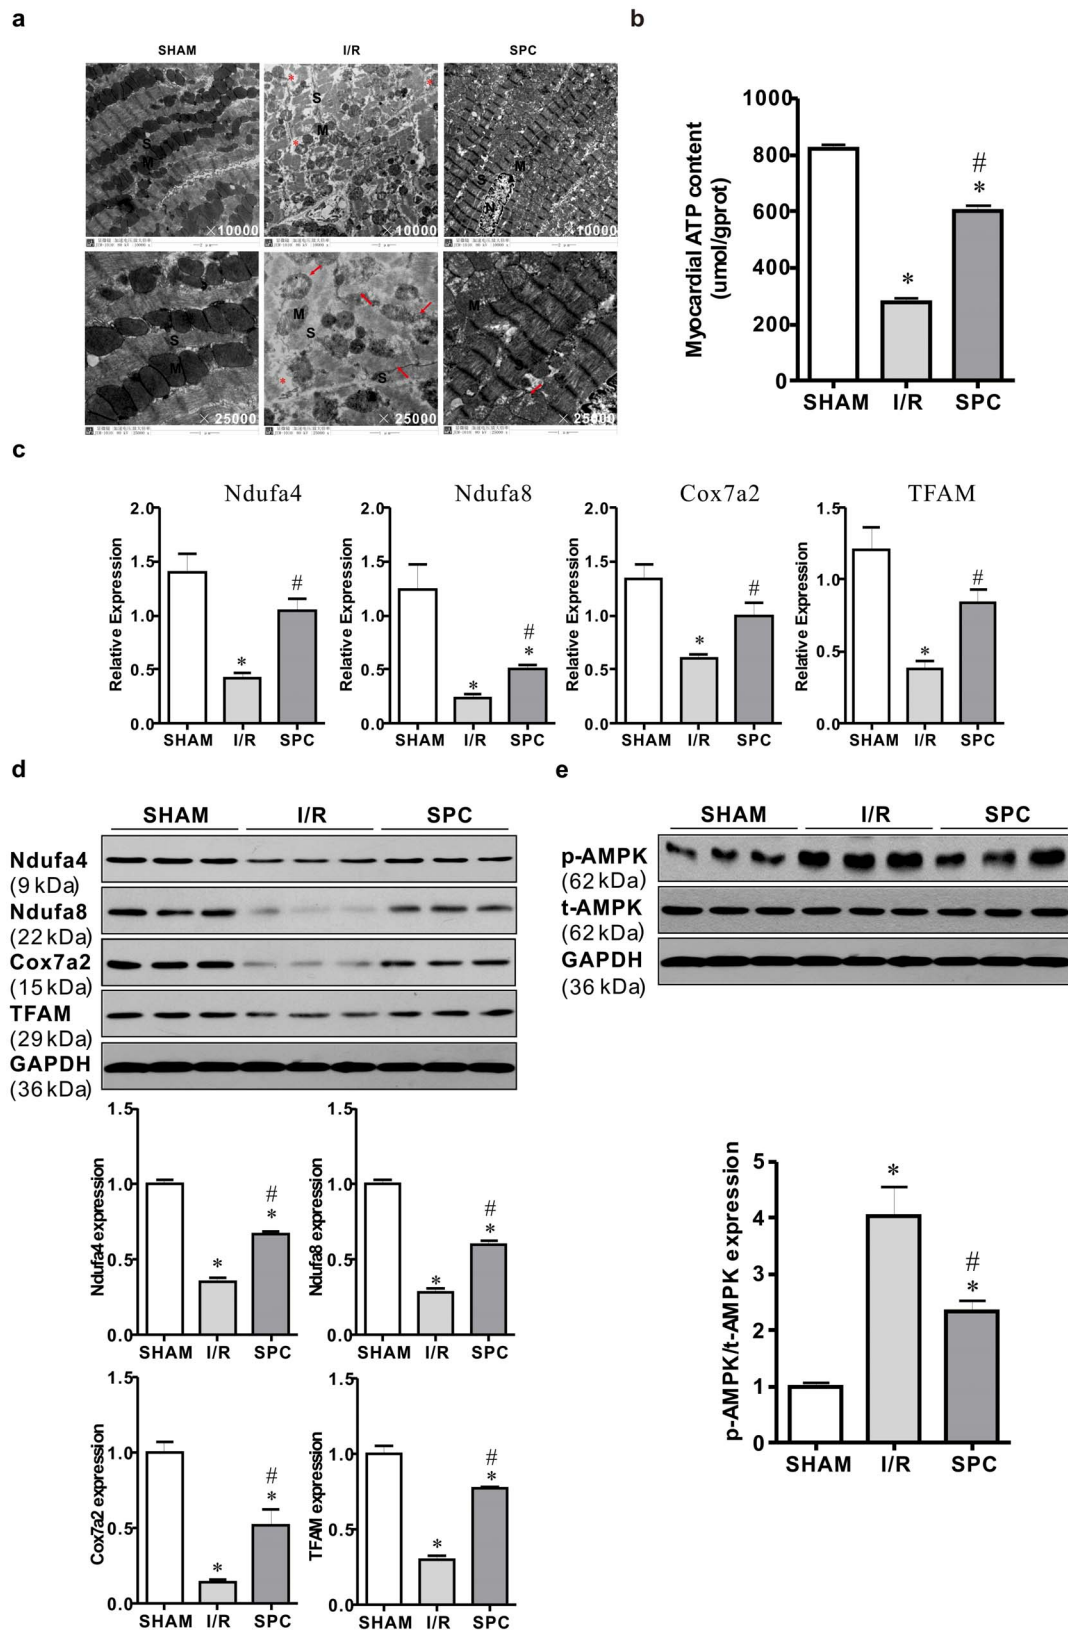 a
b
SHAM I/R SPC
S
M
×10000
*
*
S
M
*
×10000
M
S
N
×10000
S
S
M
×25000
M
S
*
S
×25000
M
×25000
Myocardial ATP content
(umol/gprot)
1000
800
600
400
200
0
*
#
*
SHAM I/R SPC
c
Ndufa4
Relative Expression
2.0
1.5
1.0
0.5
0.0
*
#
SHAM I/R SPC
Ndufa8
Relative Expression
2.0
1.5
1.0
0.5
0.0
*
#
*
SHAM I/R SPC
Cox7a2
Relative Expression
2.0
1.5
1.0
0.5
0.0
*
#
SHAM I/R SPC
TFAM
Relative Expression
1.5
1.0
0.5
0.0
*
#
SHAM I/R SPC
d
SHAM I/R SPC
Ndufa4
(9 kDa)
Ndufa8
(22 kDa)
Cox7a2
(15 kDa)
TFAM
(29 kDa)
GAPDH
(36 kDa)
Ndufa4 expression
1.5
1.0
0.5
0.0
*
#
*
SHAM I/R SPC
Ndufa8 expression
1.5
1.0
0.5
0.0
*
#
*
SHAM I/R SPC
Cox7a2 expression
1.5
1.0
0.5
0.0
*
#
*
SHAM I/R SPC
TFAM expression
1.5
1.0
0.5
0.0
*
#
*
SHAM I/R SPC
e
SHAM I/R SPC
p-AMPK
(62 kDa)
t-AMPK
(62 kDa)
GAPDH
(36 kDa)
p-AMPK/t-AMPK expression
5
4
3
2
1
0
*
#
*
SHAM I/R SPC